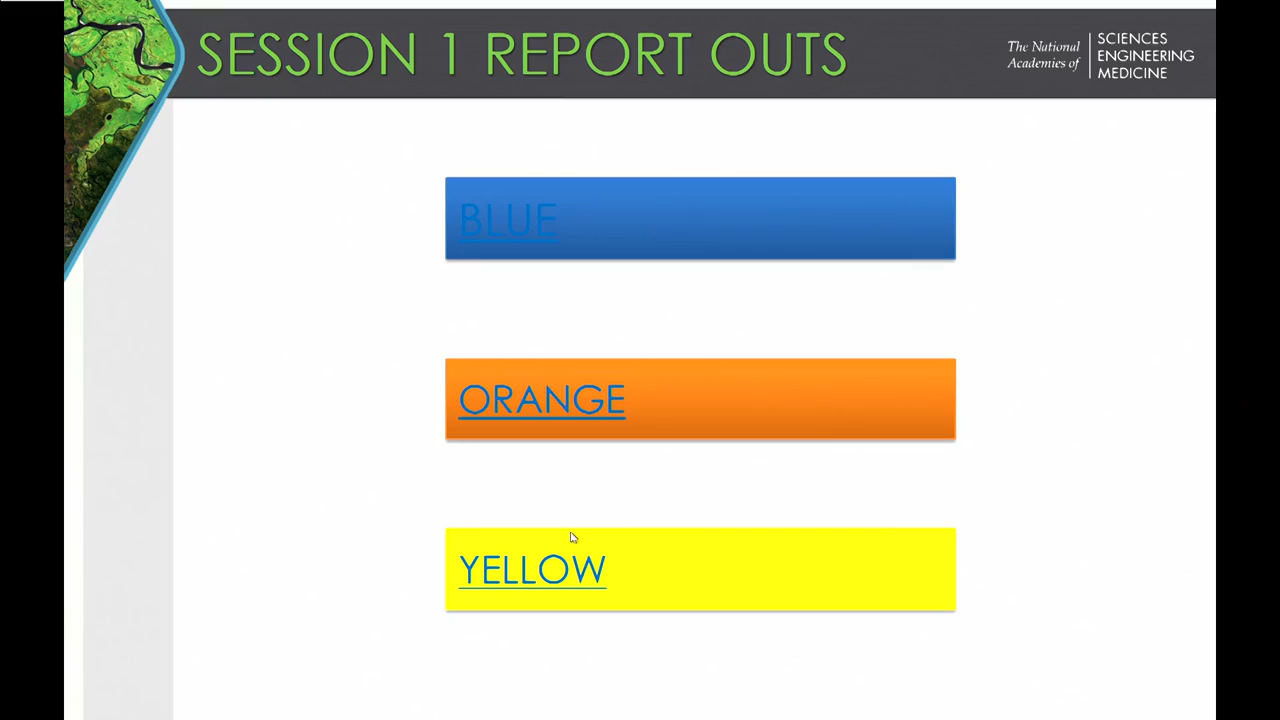 SESSION 1 REPORT OUTS
The National
Academies of
SCIENCES
ENGINEERING
MEDICINE
BLUE
ORANGE
YELLOW